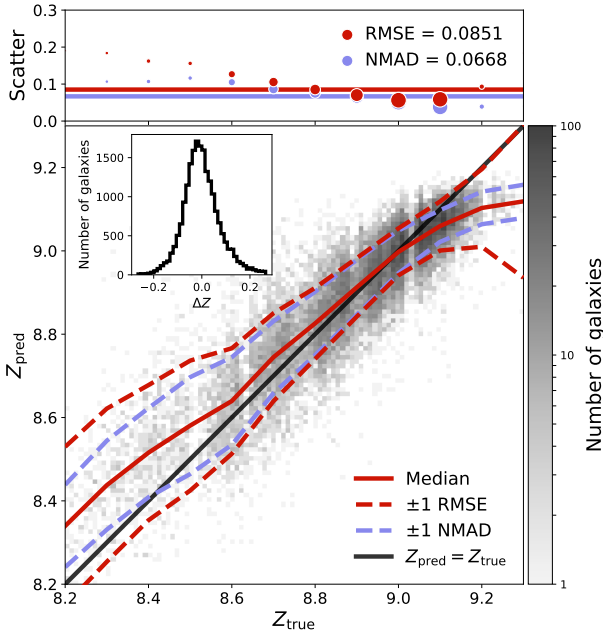 0.3
0.2
0.1
0.0
Scatter
RMSE = 0.0851
NMAD = 0.0668
9.2
9.0
8.8
8.6
8.4
8.2
Z_pred
1500
1000
500
0
Number of galaxies
−0.2 0.0 0.2
ΔZ
Median
±1 RMSE
±1 NMAD
Z_pred = Z_true
8.2 8.4 8.6 8.8 9.0 9.2
Z_true
100
10
1
Number of galaxies